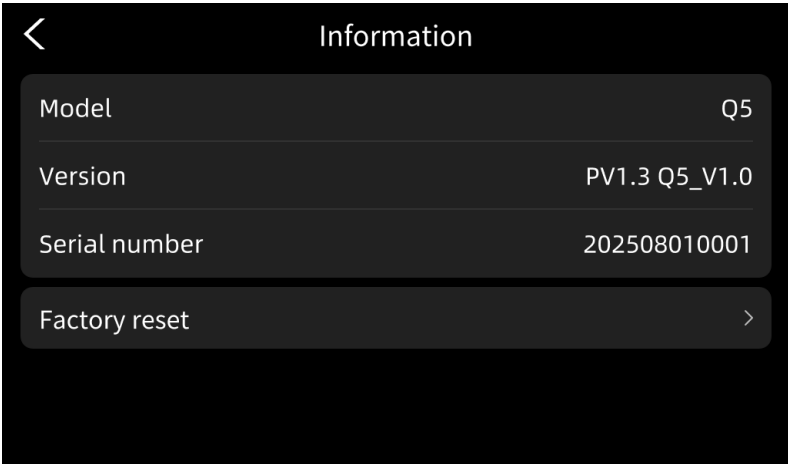 Information
Model Q5
Version PV1.3 Q5_V1.0
Serial number 202508010001
Factory reset